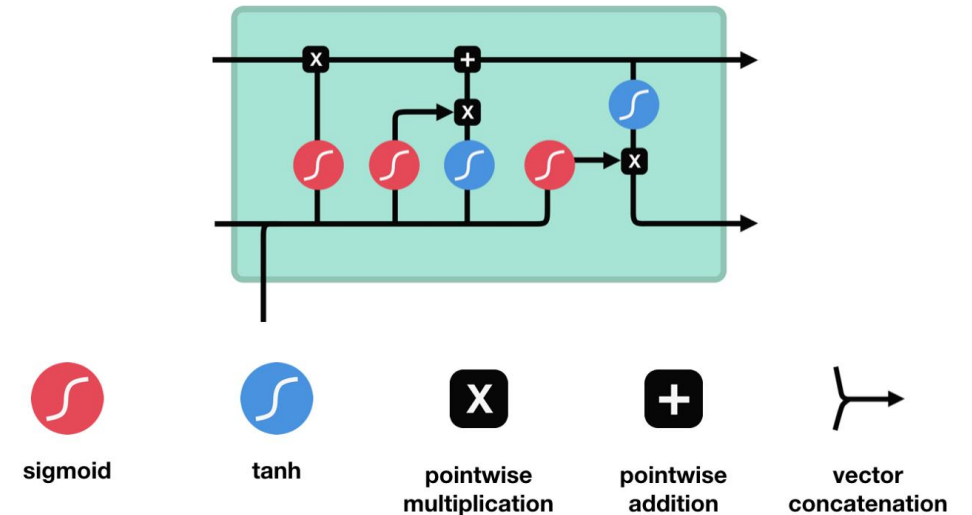 X
+
X
X
X
+
sigmoid
tanh
pointwise
multiplication
pointwise
addition
vector
concatenation